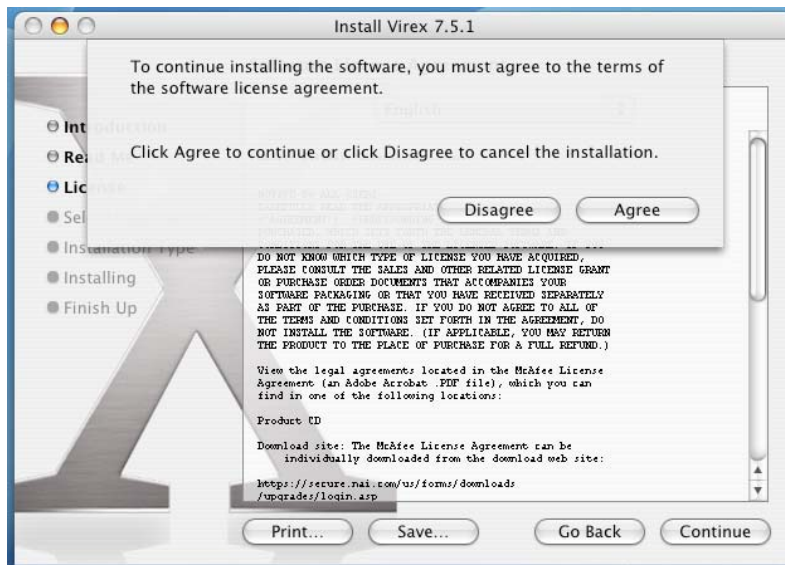 Install Virex 7.5.1
To continue installing the software, you must agree to the terms of
the software license agreement.
Click Agree to continue or click Disagree to cancel the installation.
Disagree
Agree
English
Introduction
Lic
Sel
Installation Type
Installing
Finish Up
DO NOT KNOW WHICH TYPE OF LICENSE YOU HAVE ACQUIRED,
PLEASE CONSULT THE SALES AND OTHER RELATED LICENSE GRANT
OR PURCHASE ORDER DOCUMENTS THAT ACCOMPANIES YOUR
SOFTWARE PACKAGING OR THAT YOU HAVE RECEIVED SEPARATELY
AS PART OF THE PURCHASE. IF YOU DO NOT AGREE TO ALL OF
THE TERMS AND CONDITIONS SET FORTH IN THE AGREEMENT, DO
NOT INSTALL THE SOFTWARE. (IF APPLICABLE, YOU MAY RETURN
THE PRODUCT TO THE PLACE OF PURCHASE FOR A FULL REFUND.)
View the legal agreements located in the McAfee License
Agreement (an Adobe Acrobat .PDF file), which you can
find in one of the following locations:
Product CD
Download site: The McAfee License Agreement can be
individually downloaded from the download web site:
https://secure.nai.com/us/forms/downloads
/upgrades/login.asp
Print...
Save...
Go Back
Continue